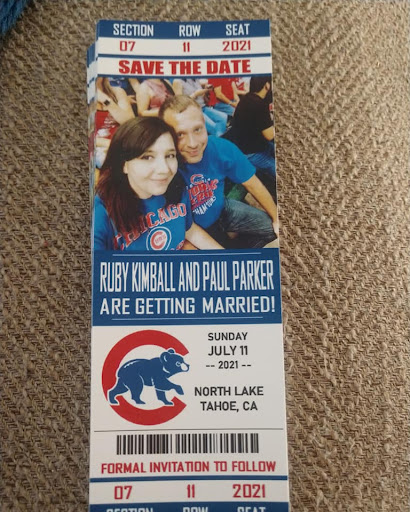 SECTION ROW SEAT
07 11 2021
SAVE THE DATE
CHICAGO
RUBY KIMBALL AND PAUL PARKER
ARE GETTING MARRIED!
SUNDAY
JULY 11
-- 2021 --
NORTH LAKE
TAHOE, CA
FORMAL INVITATION TO FOLLOW
07 11 2021
SECTION ROW SEAT